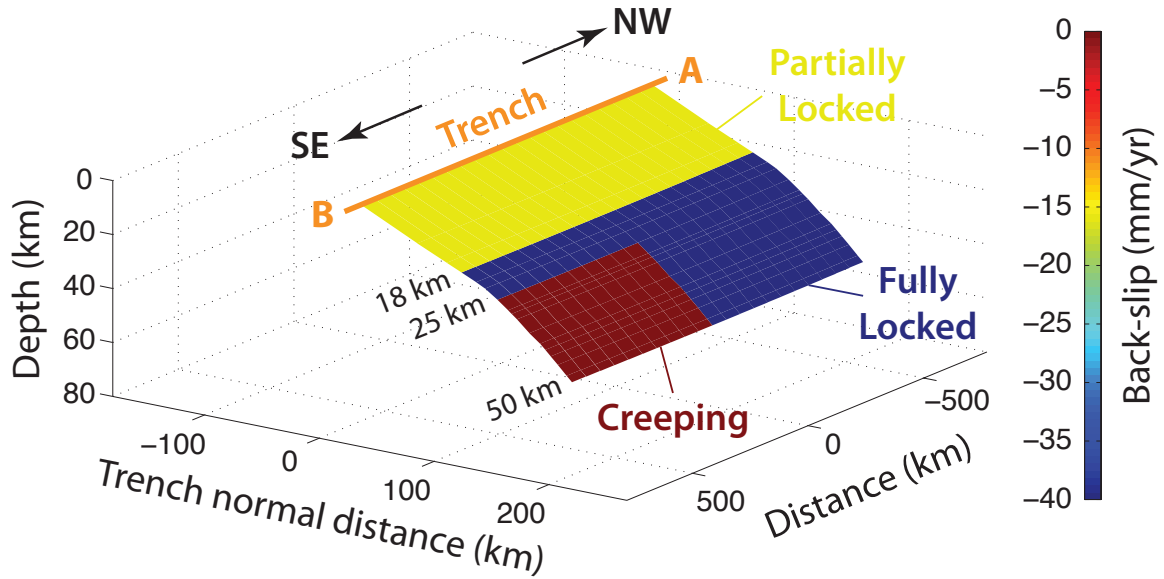 NW
SE
Trench
A
B
Partially
Locked
Fully
Locked
Creeping
18 km
25 km
50 km
0
20
40
60
80
Depth (km)
−100
0
100
200
Trench normal distance (km)
500
0
−500
Distance (km)
0
−5
−10
−15
−20
−25
−30
−35
−40
Back-slip (mm/yr)